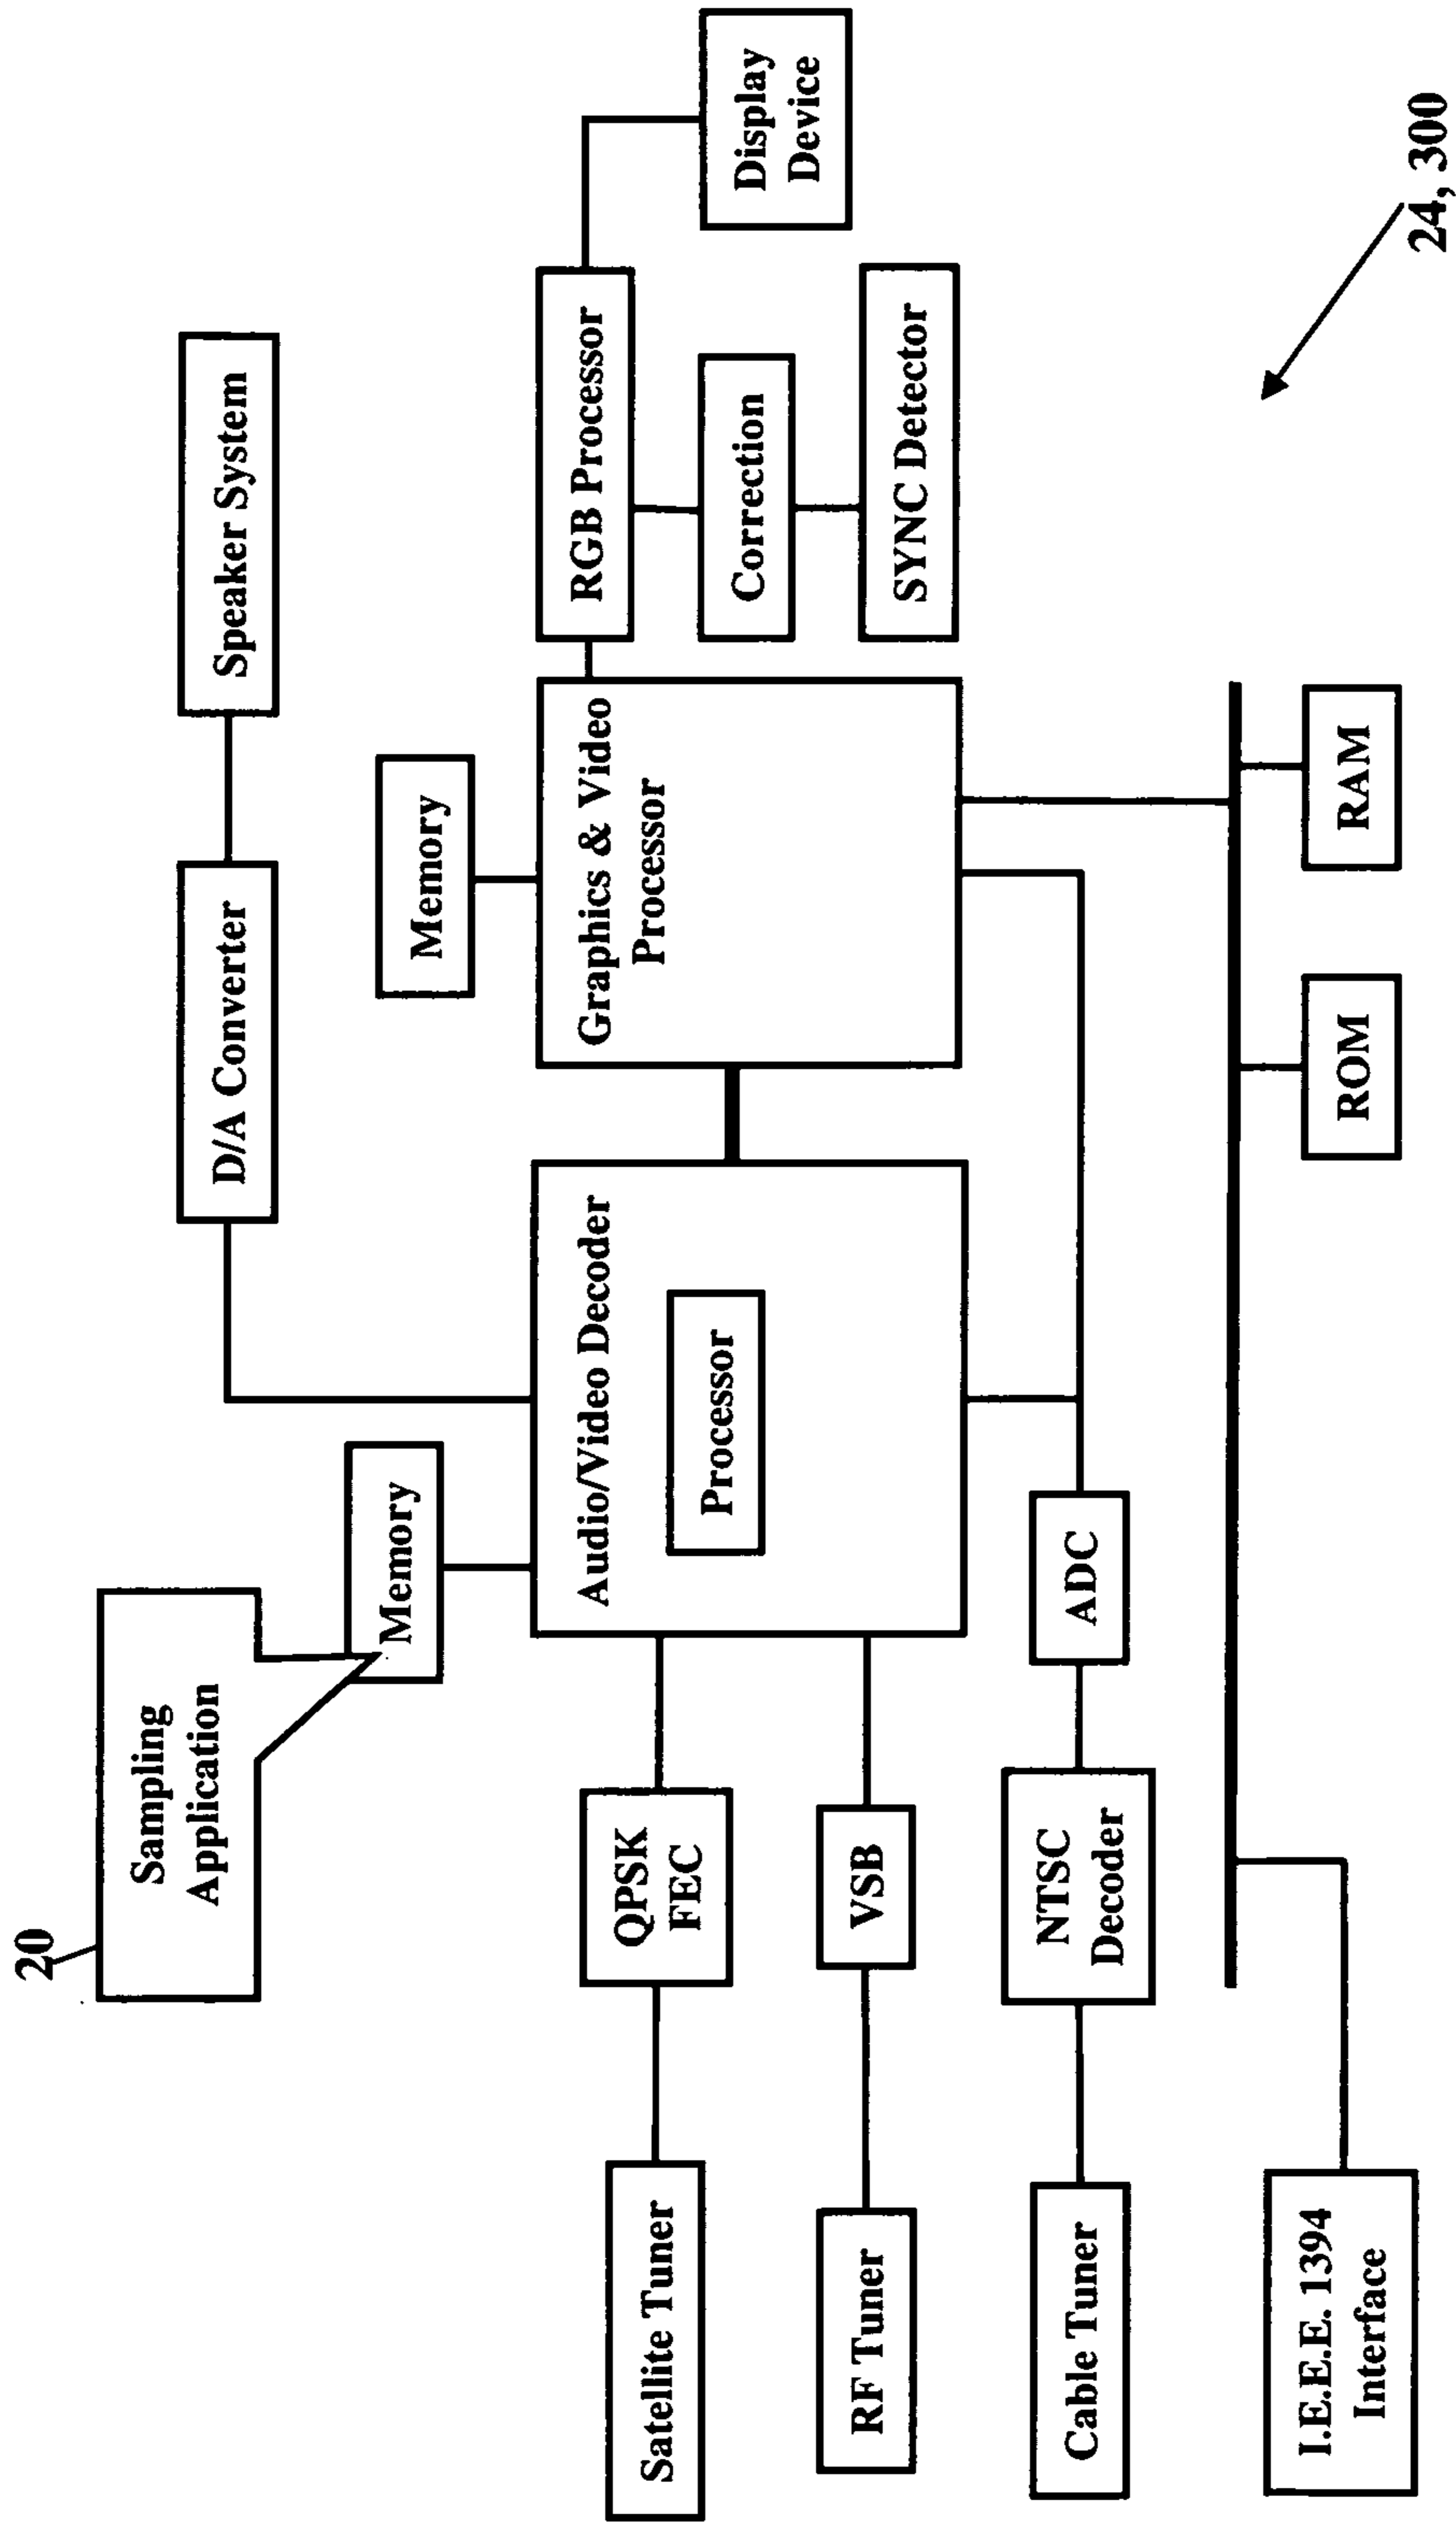 20
Sampling
Application
Speaker System
D/A Converter
Memory
Memory
Display
Device
RGB Processor
Graphics & Video
Processor
Audio/Video Decoder
Processor
Correction
SYNC Detector
QPSK
FEC
Satellite Tuner
VSB
RF Tuner
ADC
NTSC
Decoder
Cable Tuner
RAM
ROM
I.E.E.E. 1394
Interface
24, 300